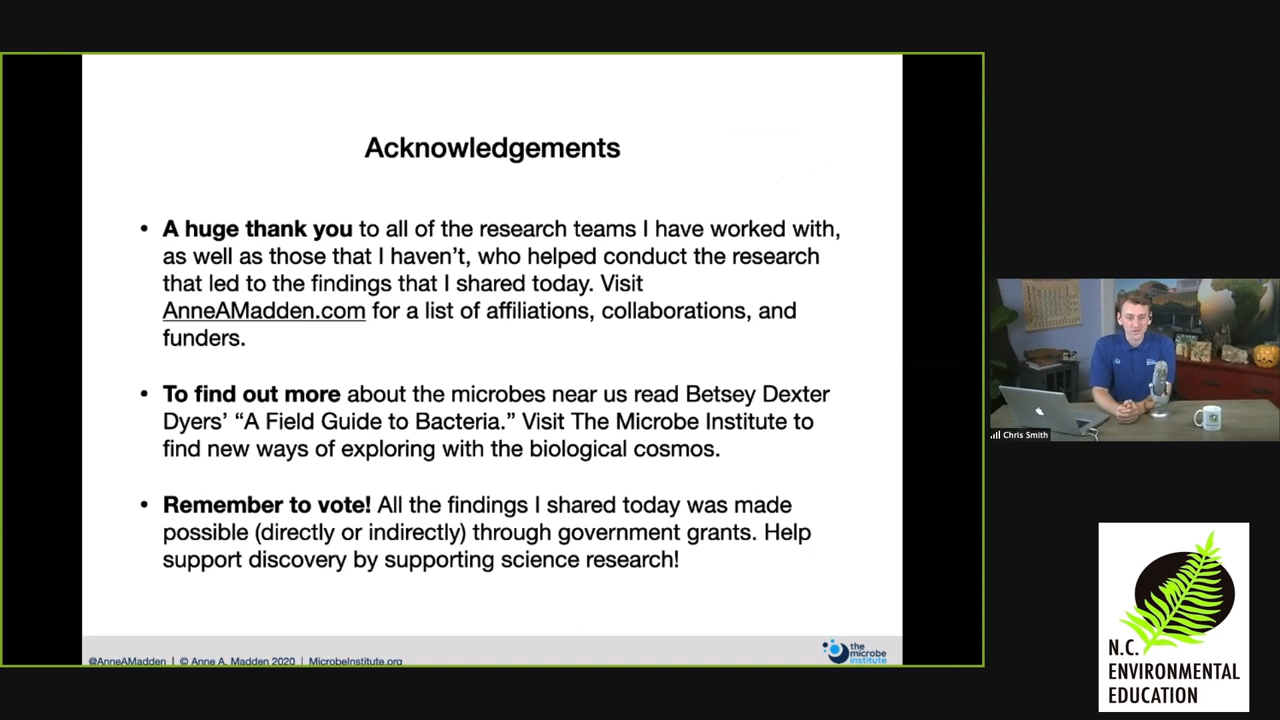 Acknowledgements
• A huge thank you to all of the research teams I have worked with,
as well as those that I haven’t, who helped conduct the research
that led to the findings that I shared today. Visit
AnneAMadden.com for a list of affiliations, collaborations, and
funders.
• To find out more about the microbes near us read Betsey Dexter
Dyers’ “A Field Guide to Bacteria.” Visit The Microbe Institute to
find new ways of exploring with the biological cosmos.
• Remember to vote! All the findings I shared today was made
possible (directly or indirectly) through government grants. Help
support discovery by supporting science research!
@AnneAMadden | © Anne A. Madden 2020 | MicrobeInstitute.org
the
microbe
institute
Chris Smith
N.C.
ENVIRONMENTAL
EDUCATION